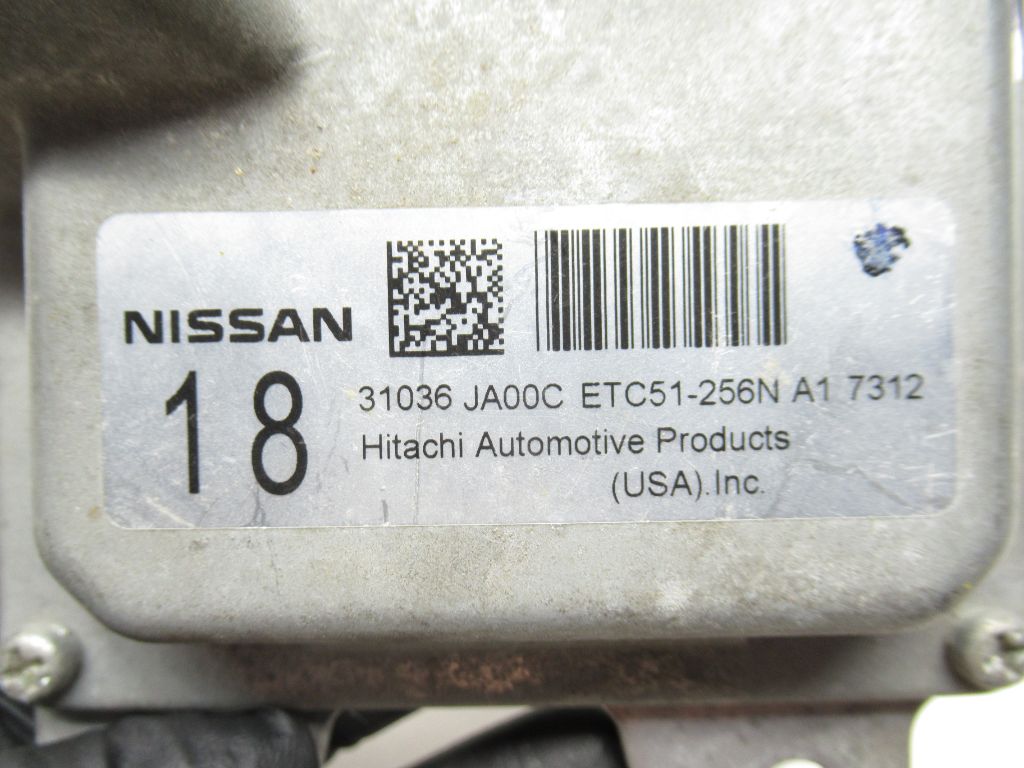 NISSAN
18
31036 JA00C ETC51-256N A1 7312
Hitachi Automotive Products
(USA).Inc.